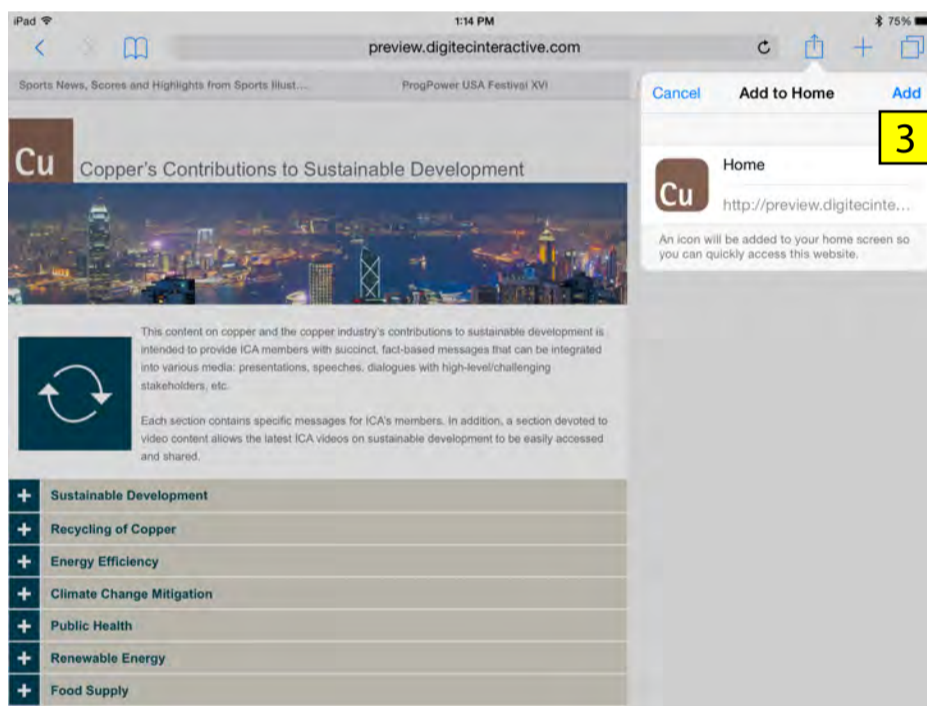 iPad 1:14 PM 75%
preview.digitecinteractive.com
Sports News, Scores and Highlights from Sports Illust... ProgPower USA Festival XVI
Cancel Add to Home Add
3
Cu
Home
http://preview.digitecinte...
An icon will be added to your home screen so
you can quickly access this website.
Cu Copper's Contributions to Sustainable Development
This content on copper and the copper industry's contributions to sustainable development is
intended to provide ICA members with succinct, fact-based messages that can be integrated
into various media: presentations, speeches, dialogues with high-level/challenging
stakeholders, etc.
Each section contains specific messages for ICA's members. In addition, a section devoted to
video content allows the latest ICA videos on sustainable development to be easily accessed
and shared.
+ Sustainable Development
+ Recycling of Copper
+ Energy Efficiency
+ Climate Change Mitigation
+ Public Health
+ Renewable Energy
+ Food Supply